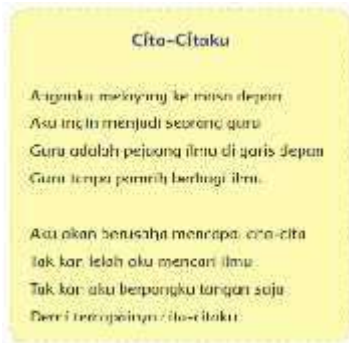 Cita-Citaku
Anganku melayang ke masa depan
Aku ingin menjadi seorang guru
Guru adalah pejuang ilmu di garis depan
Guru tanpa pamrih berbagi ilmu.
Aku akan berusaha mencapai cita-cita
Tak kan lelah aku mencari ilmu
Tak kan aku berpangku tangan saja
Demi tercapainya cita-citaku